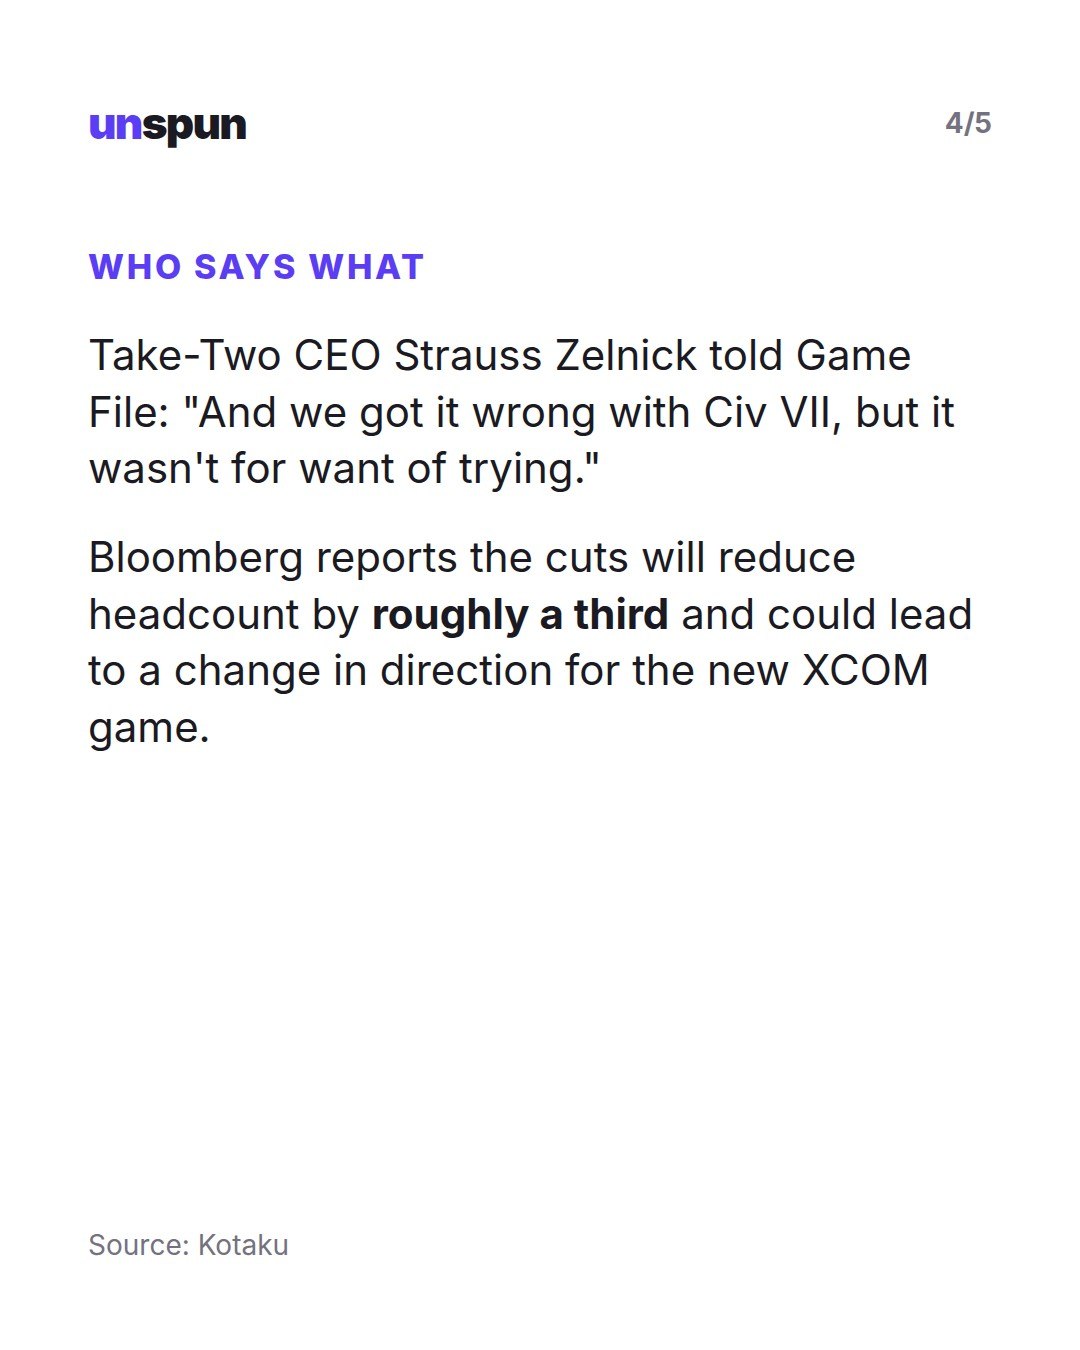 unspun
4/5
WHO SAYS WHAT
Take-Two CEO Strauss Zelnick told Game
File: "And we got it wrong with Civ VII, but it
wasn't for want of trying."
Bloomberg reports the cuts will reduce
headcount by roughly a third and could lead
to a change in direction for the new XCOM
game.
Source: Kotaku